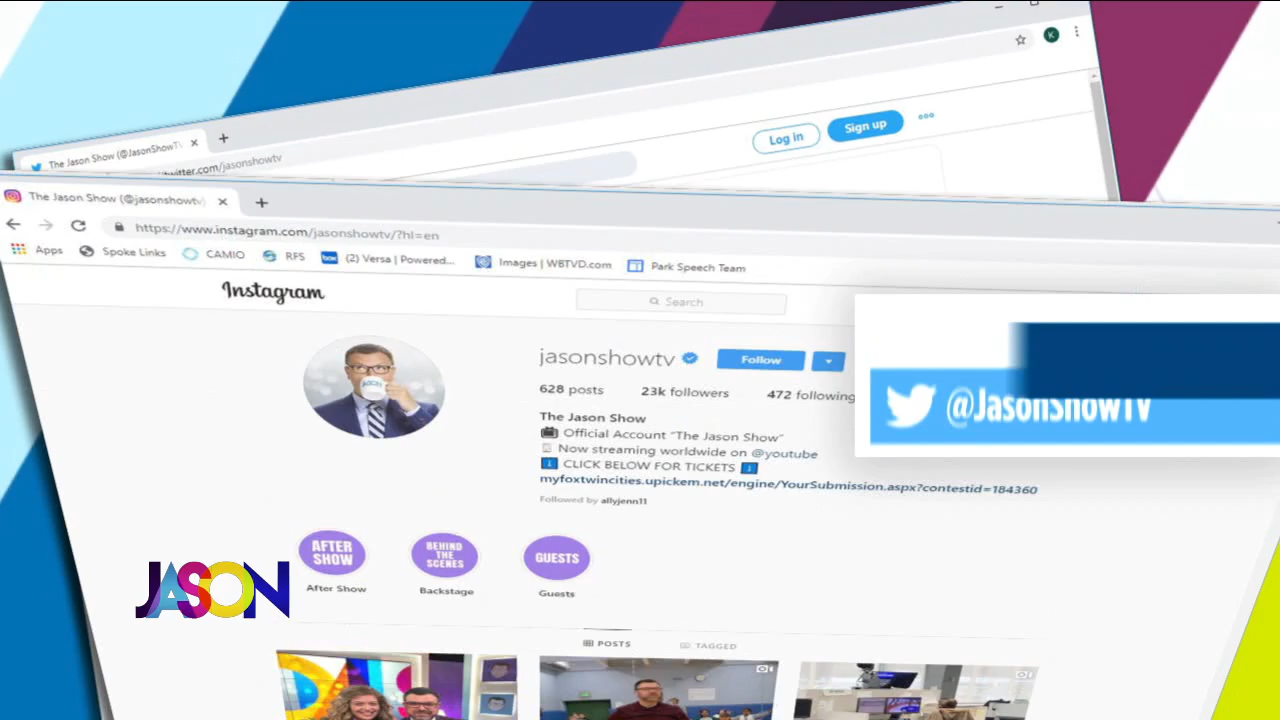 The Jason Show (@JasonShowTV
twitter.com/jasonshowtv
Log in
Sign up
K
The Jason Show (@jasonshowtv)
https://www.instagram.com/jasonshowtv/?hl=en
Apps
Spoke Links
CAMIO
RFS
box
(2) Versa | Powered...
Images | WBTVD.com
Park Speech Team
Instagram
Search
jasonshowtv
Follow
628 posts
23k followers
472 following
The Jason Show
Official Account "The Jason Show"
Now streaming worldwide on @youtube
CLICK BELOW FOR TICKETS
myfoxtwincities.upickem.net/engine/YourSubmission.aspx?contestid=184360
Followed by allyjenn11
@JasonShowTV
AFTER
SHOW
BEHIND
THE
SCENES
GUESTS
After Show
Backstage
Guests
JASON
POSTS
TAGGED